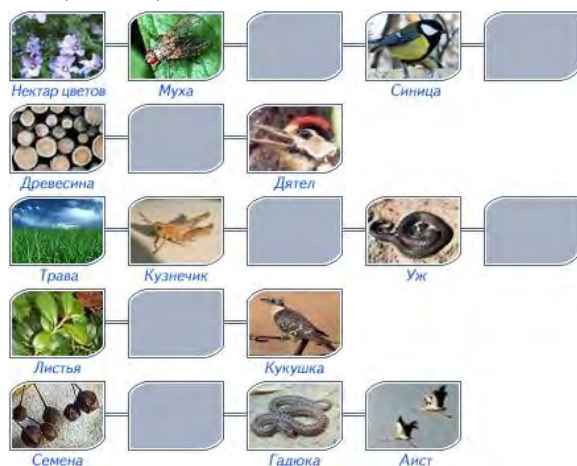 Нектар цветов Муха Синица
Древесина Дятел
Трава Кузнечик Уж
Листья Кукушка
Семена Гадюка Аист